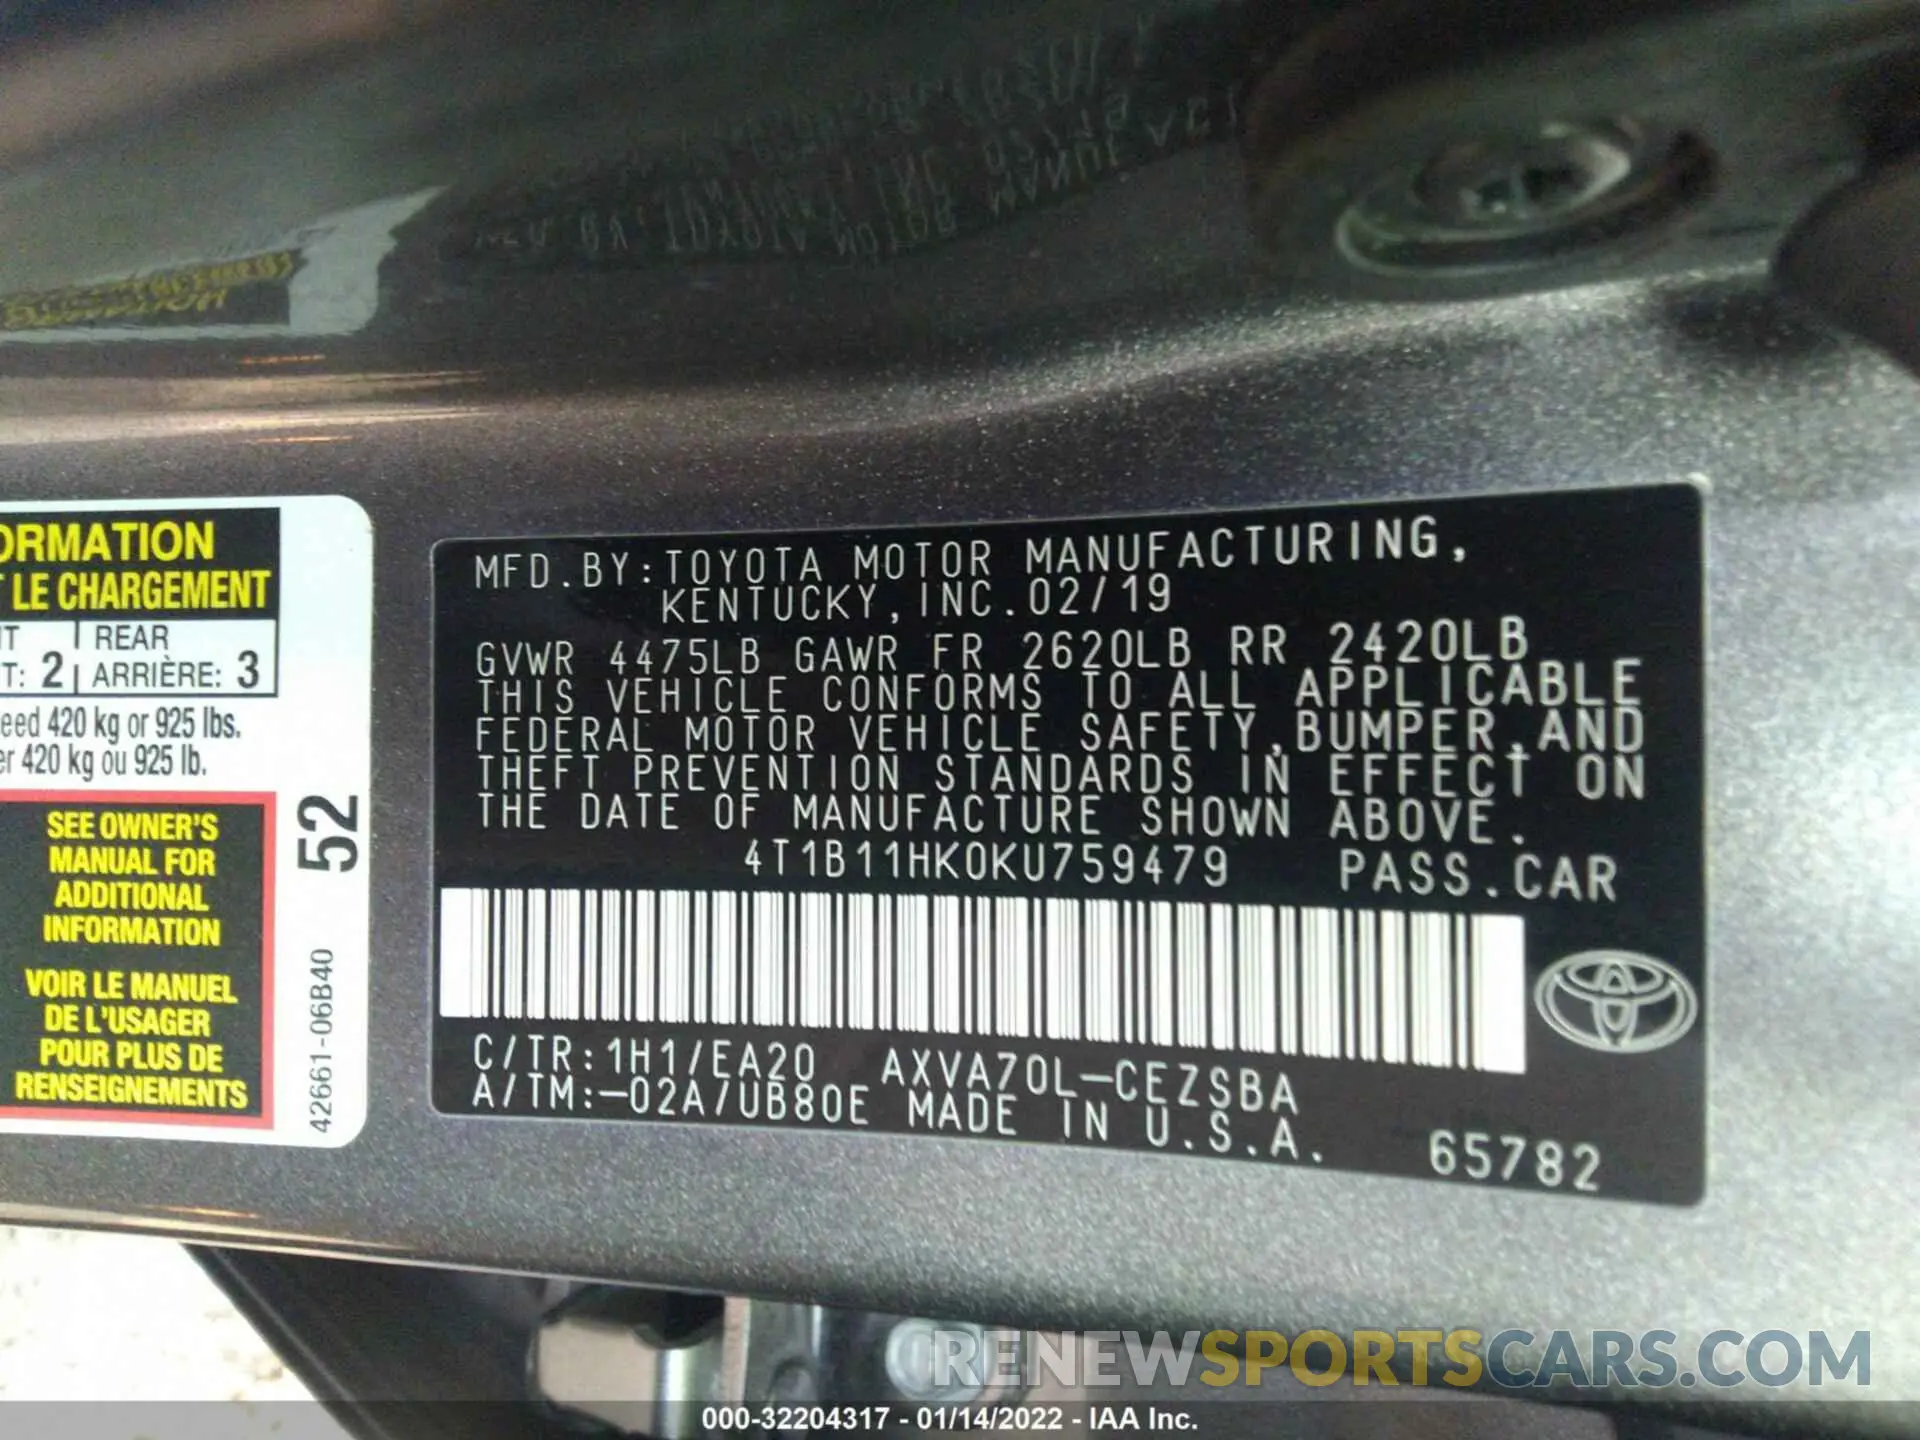 ORMATION
T LE CHARGEMENT
REAR
T: 2 ARRIÈRE: 3
eed 420 kg or 925 lbs.
er 420 kg ou 925 lb.
SEE OWNER'S
MANUAL FOR
ADDITIONAL
INFORMATION
VOIR LE MANUEL
DE L'USAGER
POUR PLUS DE
RENSEIGNEMENTS
52
42661-06B40
MFD.BY:TOYOTA MOTOR MANUFACTURING,
KENTUCKY,INC.02/19
GVWR 4475LB GAWR FR 2620LB RR 2420LB
THIS VEHICLE CONFORMS TO ALL APPLICABLE
FEDERAL MOTOR VEHICLE SAFETY,BUMPER,AND
THEFT PREVENTION STANDARDS IN EFFECT ON
THE DATE OF MANUFACTURE SHOWN ABOVE.
4T1B11HK0KU759479 PASS.CAR
C/TR:1H1/EA20 AXVA70L-CEZSBA
A/TM:-02A/UB80E MADE IN U.S.A.
65782
RENEWSPORTSCARS.COM
000-32204317 - 01/14/2022 - IAA Inc.